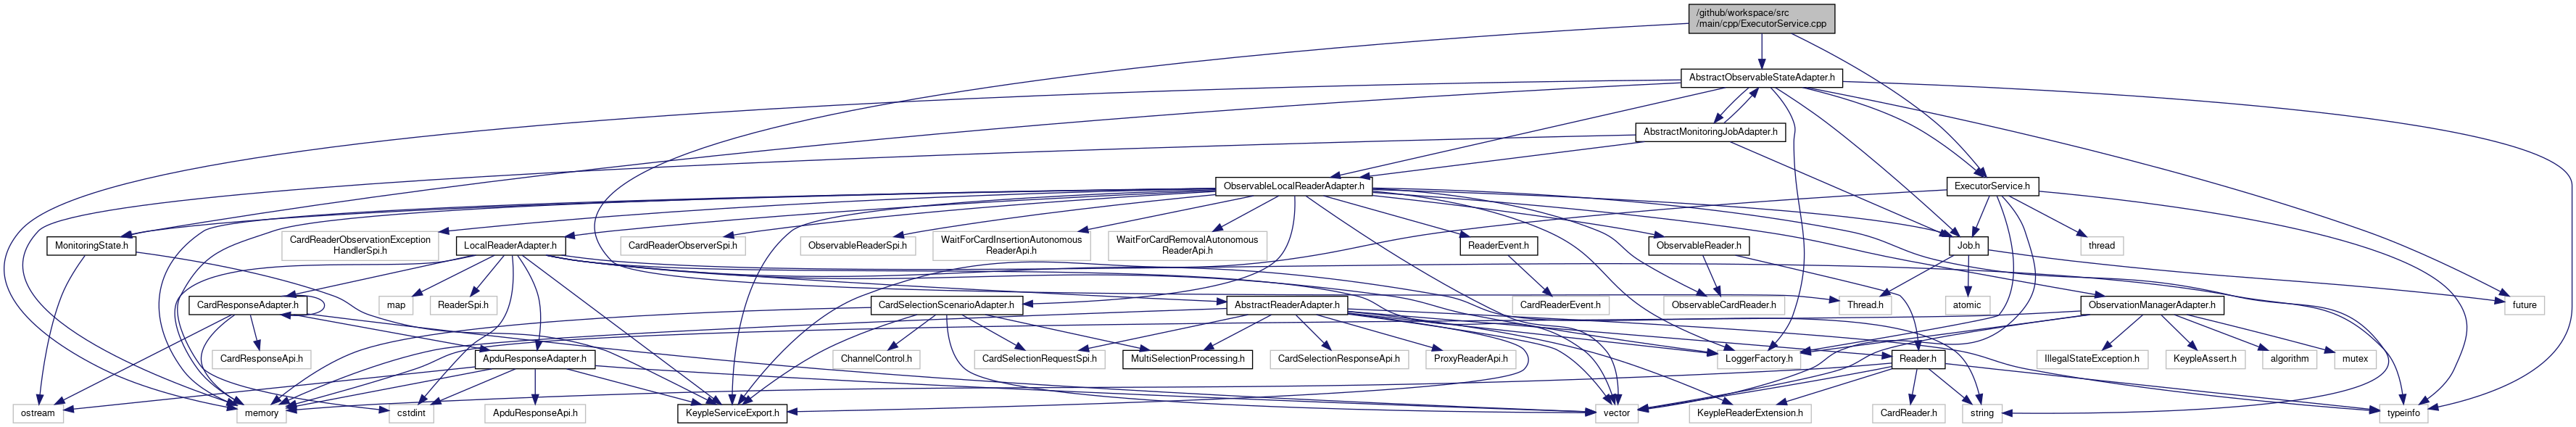 /github/workspace/src
/main/cpp/ExecutorService.cpp
AbstractObservableStateAdapter.h
AbstractMonitoringJobAdapter.h
ObservableLocalReaderAdapter.h
ExecutorService.h
MonitoringState.h
CardReaderObservationException
HandlerSpi.h
LocalReaderAdapter.h
CardReaderObserverSpi.h
ObservableReaderSpi.h
WaitForCardInsertionAutonomous
ReaderApi.h
WaitForCardRemovalAutonomous
ReaderApi.h
ReaderEvent.h
ObservableReader.h
Job.h
thread
CardResponseAdapter.h
map
ReaderSpi.h
CardSelectionScenarioAdapter.h
AbstractReaderAdapter.h
CardReaderEvent.h
ObservableCardReader.h
Thread.h
atomic
ObservationManagerAdapter.h
future
CardResponseApi.h
ApduResponseAdapter.h
ChannelControl.h
CardSelectionRequestSpi.h
MultiSelectionProcessing.h
CardSelectionResponseApi.h
ProxyReaderApi.h
LoggerFactory.h
Reader.h
IllegalStateException.h
KeypleAssert.h
algorithm
mutex
ostream
memory
cstdint
ApduResponseApi.h
KeypleServiceExport.h
vector
KeypleReaderExtension.h
CardReader.h
string
typeinfo